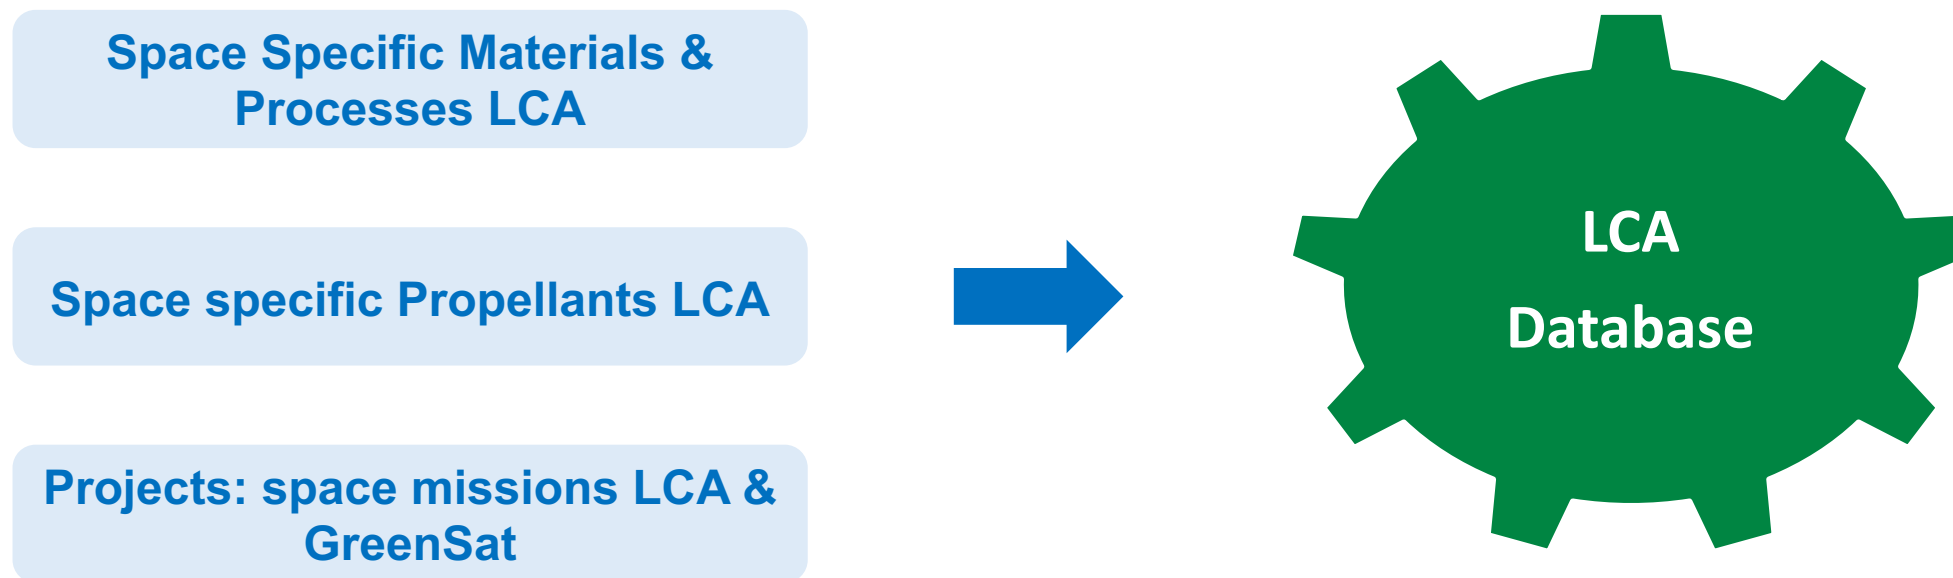 Space Specific Materials &
Processes LCA
Space specific Propellants LCA
Projects: space missions LCA &
GreenSat
LCA
Database